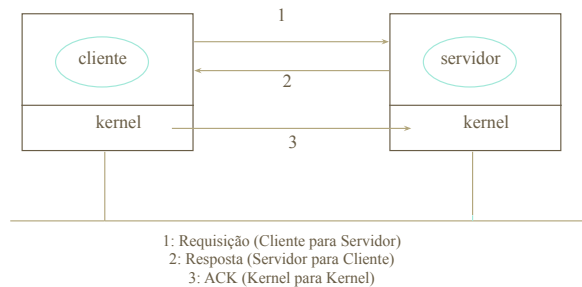 1
cliente
servidor
2
kernel
kernel
3
1: Requisição (Cliente para Servidor)
2: Resposta (Servidor para Cliente)
3: ACK (Kernel para Kernel)